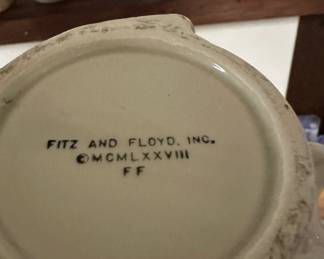 FITZ AND FLOYD, INC.
©MCMLXXVIII
FF